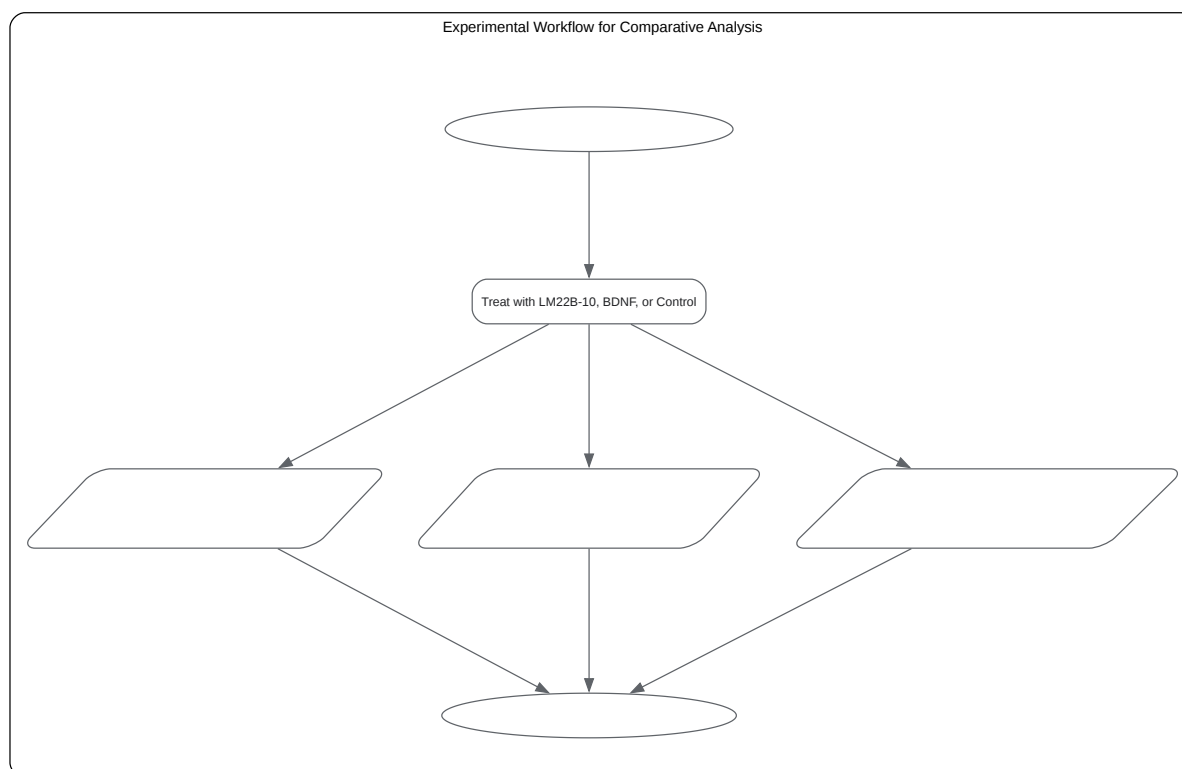 Experimental Workflow for Comparative Analysis
Treat with LM22B-10, BDNF, or Control